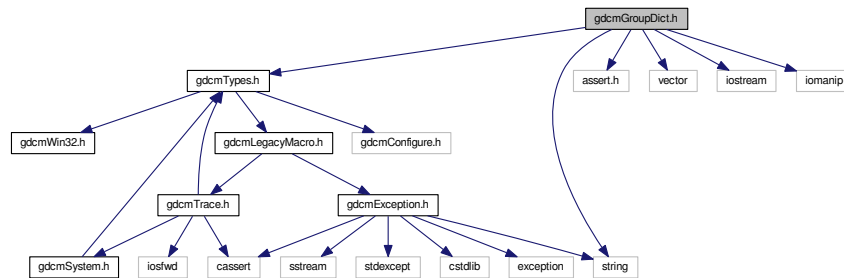 gdcmGroupDict.h
gdcmTypes.h
assert.h
vector
iostream
iomanip
gdcmWin32.h
gdcmLegacyMacro.h
gdcmConfigure.h
gdcmTrace.h
gdcmException.h
gdcmSystem.h
iosfwd
cassert
sstream
stdexcept
cstdlib
exception
string